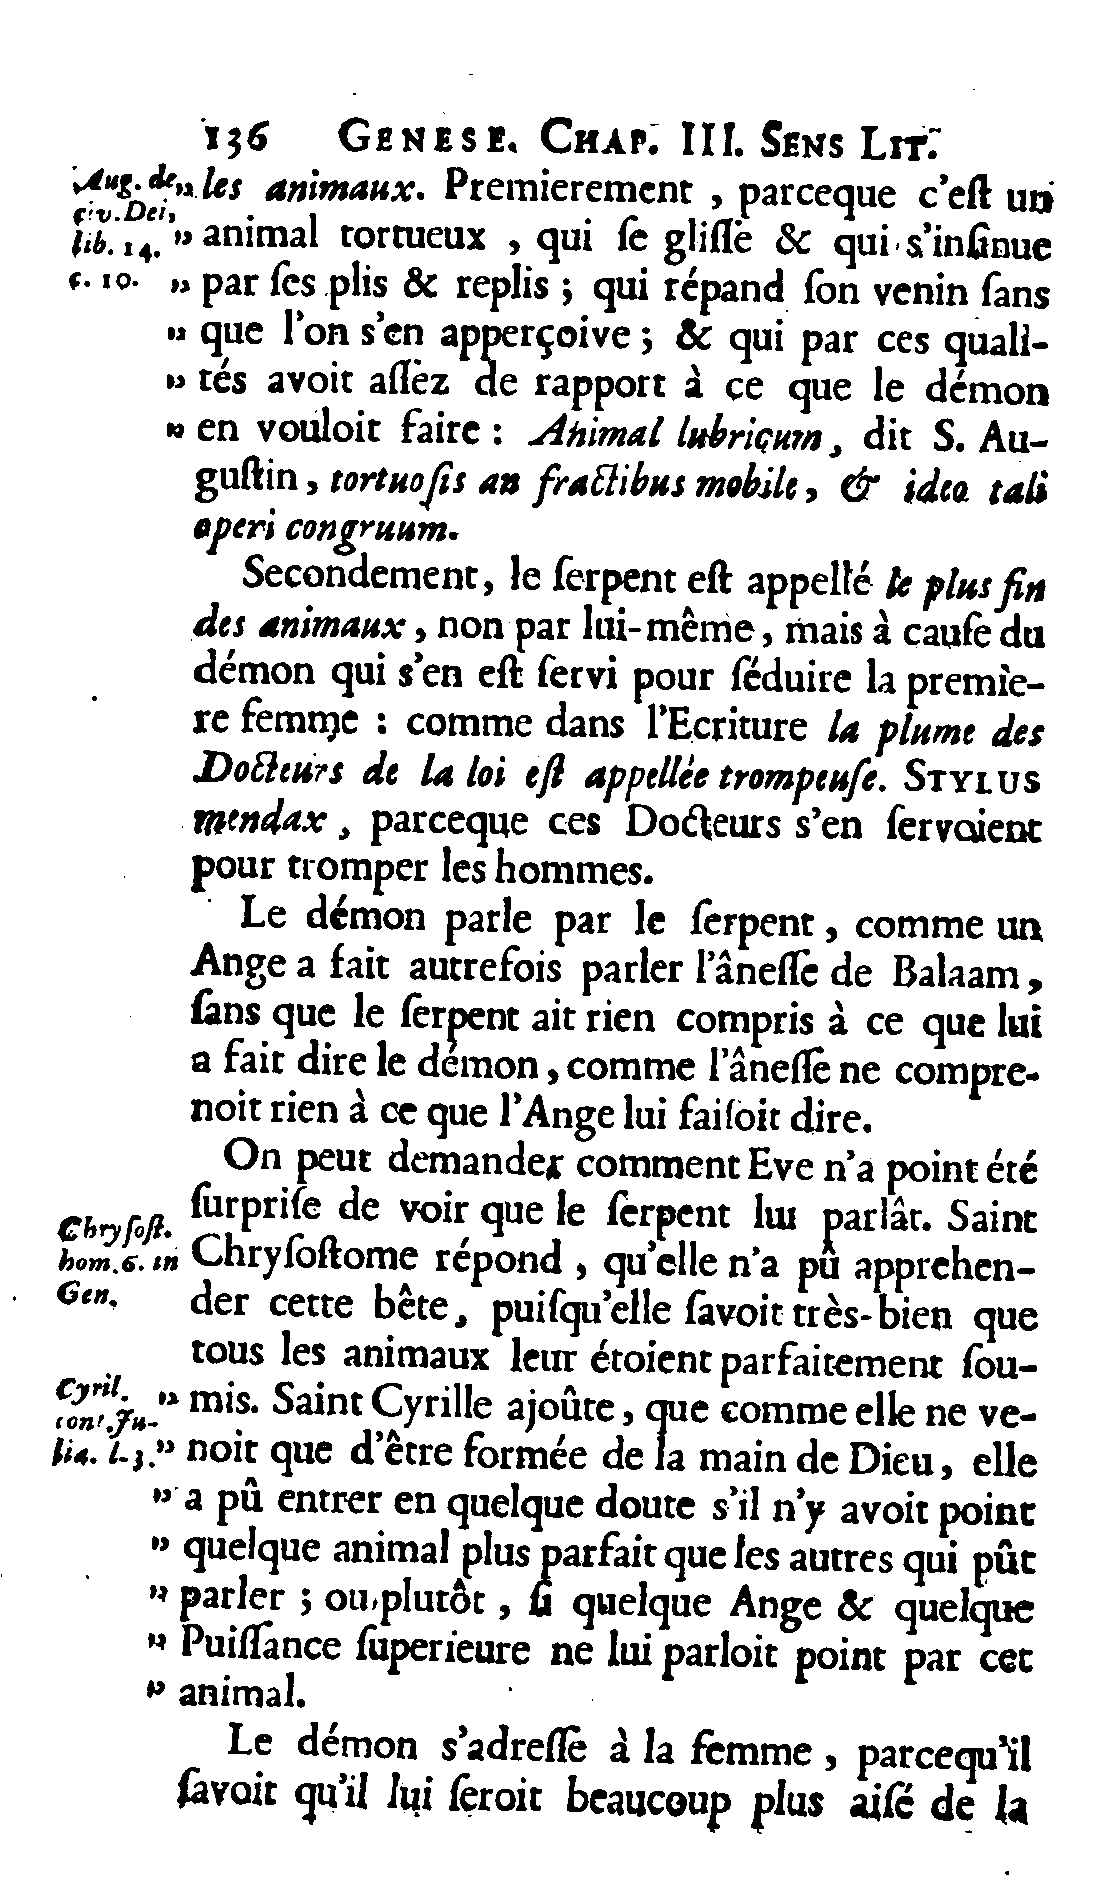 136 GENESE. CHAP. III. SENS LIT.
Aug. de
civ. Dei,
lib. 14.
c. 10.
„ les animaux. Premierement, parceque c'eſt un
" animal tortueux, qui ſe gliſſe & qui s'inſinue
„ par ſes plis & replis; qui répand ſon venin ſans
„ que l'on s'en apperçoive; & qui par ces quali-
„ tés avoit aſſez de rapport à ce que le démon
„ en vouloit faire: Animal lubricum, dit S. Au-
guſtin, tortuoſis anfractibus mobile, & ideo tali
operi congruum.
Secondement, le ſerpent eſt appellé le plus fin
des animaux, non par lui-même, mais à cauſe du
démon qui s'en eſt ſervi pour ſéduire la premie-
re femme: comme dans l'Ecriture la plume des
Docteurs de la loi eſt appellée trompeuſe. STYLUS
mendax, parceque ces Docteurs s'en ſervoient
pour tromper les hommes.
Le démon parle par le ſerpent, comme un
Ange a fait autrefois parler l'âneſſe de Balaam,
ſans que le ſerpent ait rien compris à ce que lui
a fait dire le démon, comme l'âneſſe ne compre-
noit rien à ce que l'Ange lui faiſoit dire.
On peut demander comment Eve n'a point été
ſurpriſe de voir que le ſerpent lui parlât. Saint
Chryſoſt.
hom. 6. in
Gen.
Chryſoſtome répond, qu'elle n'a pû apprehen-
der cette bête, puiſqu'elle ſavoit très-bien que
tous les animaux leur étoient parfaitement ſou-
Cyril.
cont. Ju-
lia. l. 3.
" mis. Saint Cyrille ajoûte, que comme elle ne ve-
" noit que d'être formée de la main de Dieu, elle
" a pû entrer en quelque doute s'il n'y avoit point
" quelque animal plus parfait que les autres qui pût
" parler; ou plutôt, ſi quelque Ange & quelque
" Puiſſance ſuperieure ne lui parloit point par cet
" animal.
Le démon s'adreſſe à la femme, parcequ'il
ſavoit qu'il lui ſeroit beaucoup plus aiſé de la